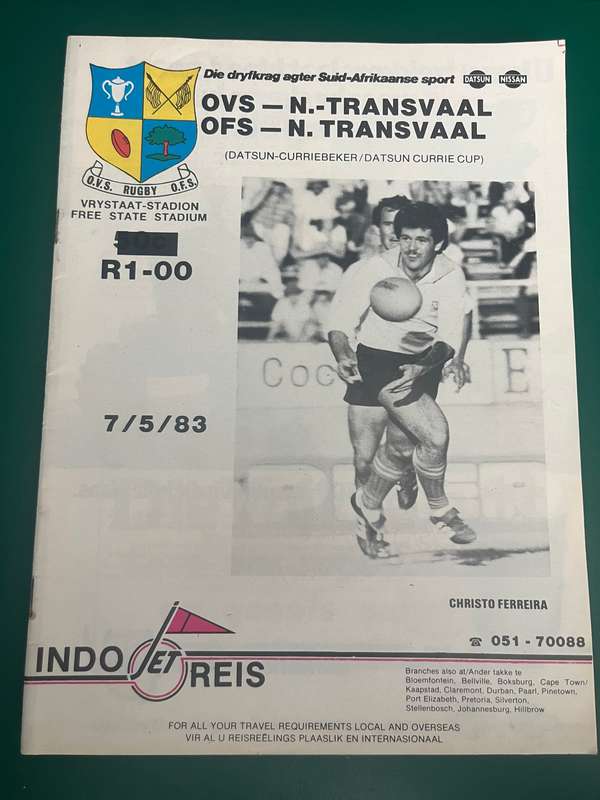 Die dryfkrag agter Suid-Afrikaanse sport DATSUN NISSAN
OVS — N.-TRANSVAAL
OFS — N. TRANSVAAL
(DATSUN-CURRIEBEKER/DATSUN CURRIE CUP)
O.V.S. RUGBY O.F.S.
VRYSTAAT-STADION
FREE STATE STADIUM
R1-00
7/5/83
Coc
E
CHRISTO FERREIRA
☎ 051 - 70088
INDO JET REIS
Branches also at/Ander takke te
Bloemfontein, Bellville, Boksburg, Cape Town/
Kaapstad, Claremont, Durban, Paarl, Pinetown,
Port Elizabeth, Pretoria, Silverton,
Stellenbosch, Johannesburg, Hillbrow
FOR ALL YOUR TRAVEL REQUIREMENTS LOCAL AND OVERSEAS
VIR AL U REISREËLINGS PLAASLIK EN INTERNASIONAAL